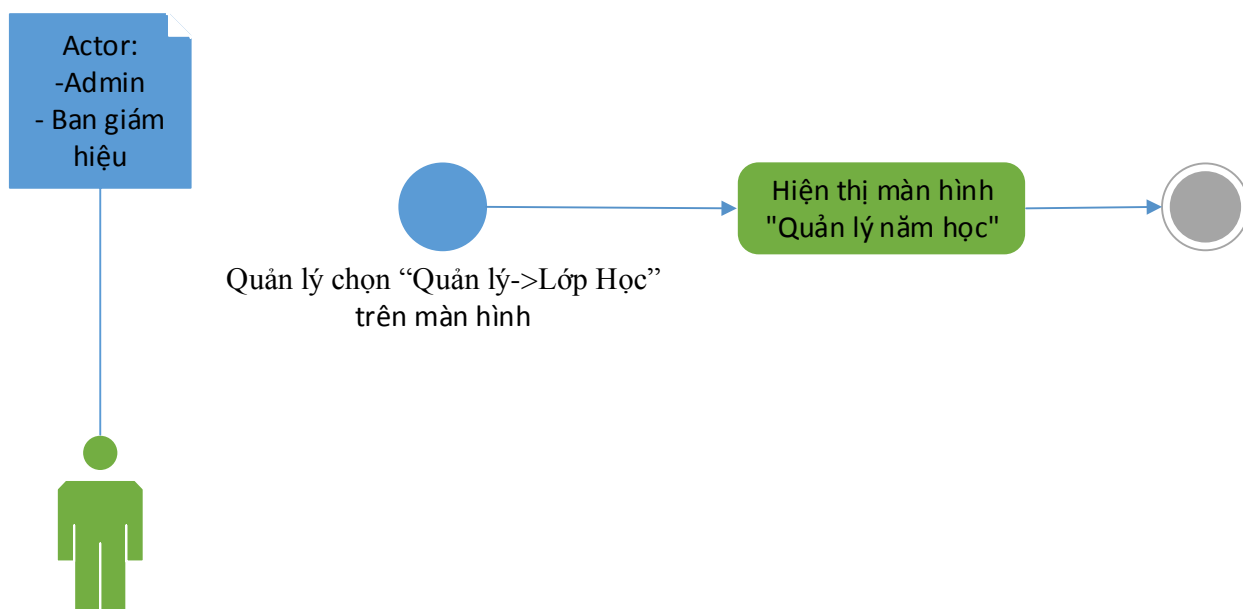 Actor:
-Admin
- Ban giám
hiệu
Hiện thị màn hình
"Quản lý năm học"
Quản lý chọn “Quản lý->Lớp Học”
trên màn hình